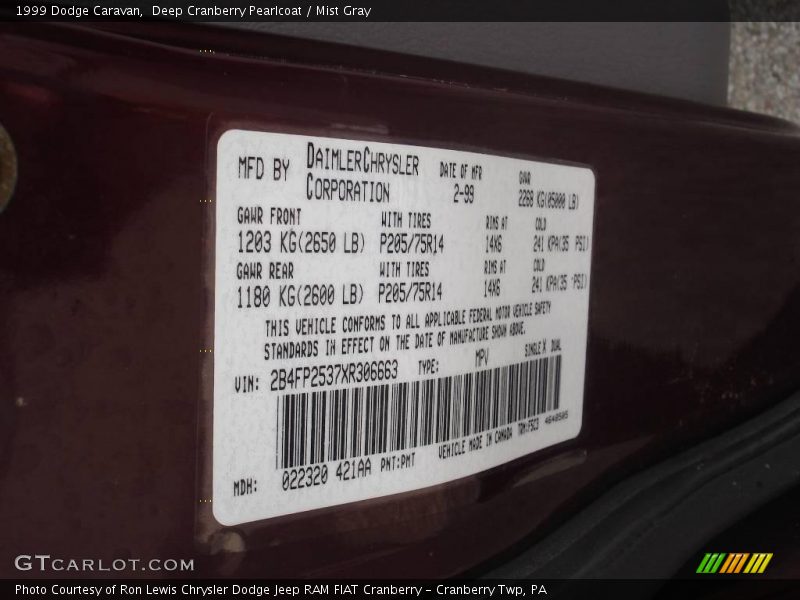 1999 Dodge Caravan, Deep Cranberry Pearlcoat / Mist Gray
MFD BY DAIMLERCHRYSLER CORPORATION DATE OF MFR 2-99 GVWR 2268 KG(05000 LB)
GAWR FRONT WITH TIRES RIMS AT COLD
1203 KG(2650 LB) P205/75R14 14X6 241 KPA(35 PSI)
GAWR REAR WITH TIRES RIMS AT COLD
1180 KG(2600 LB) P205/75R14 14X6 241 KPA(35 PSI)
THIS VEHICLE CONFORMS TO ALL APPLICABLE FEDERAL MOTOR VEHICLE SAFETY
STANDARDS IN EFFECT ON THE DATE OF MANUFACTURE SHOWN ABOVE.
VIN: 2B4FP2537XR306663 TYPE: MPV SINGLE X DUAL
VEHICLE MADE IN CANADA TRM:F5C3
MDH: 022320 421AA PNT:PMT
GTCARLOT.COM
Photo Courtesy of Ron Lewis Chrysler Dodge Jeep RAM FIAT Cranberry - Cranberry Twp, PA